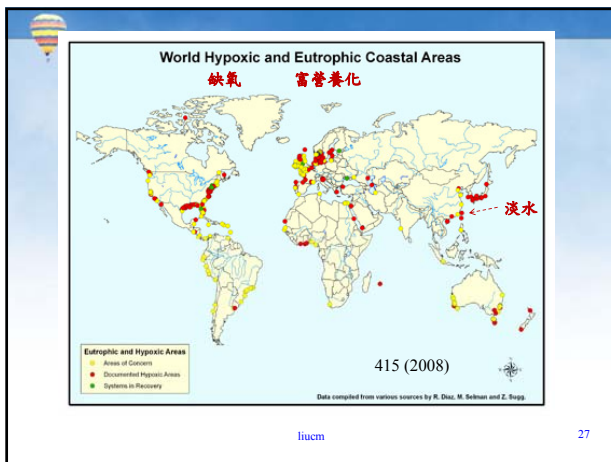 World Hypoxic and Eutrophic Coastal Areas
缺氧 富營養化
淡水
Eutrophic and Hypoxic Areas
Areas of Concern
Documented Hypoxic Areas
Systems in Recovery
415 (2008)
Data compiled from various sources by R. Diaz, M. Selman and Z. Sugg.
liucm
27